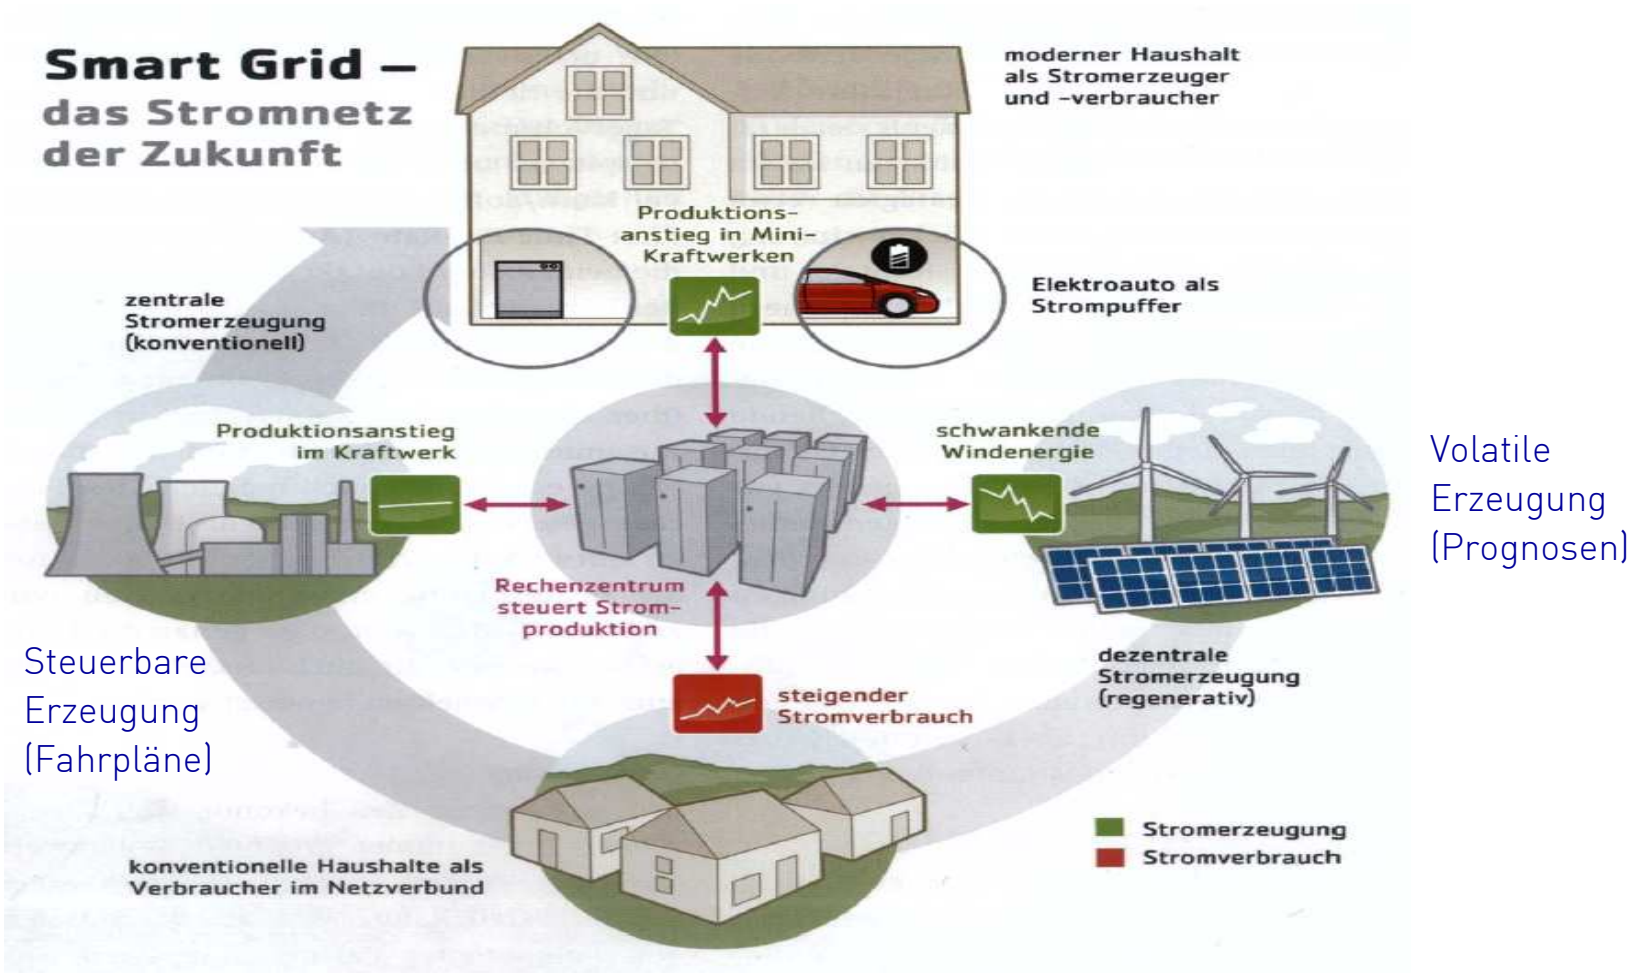 Smart Grid –
das Stromnetz
der Zukunft
moderner Haushalt
als Stromerzeuger
und -verbraucher
Produktions-
anstieg in Mini-
Kraftwerken
Elektroauto als
Strompuffer
zentrale
Stromerzeugung
(konventionell)
Produktionsanstieg
im Kraftwerk
schwankende
Windenergie
Volatile
Erzeugung
(Prognosen)
Rechenzentrum
steuert Strom-
produktion
Steuerbare
Erzeugung
(Fahrpläne)
dezentrale
Stromerzeugung
(regenerativ)
steigender
Stromverbrauch
Stromerzeugung
Stromverbrauch
konventionelle Haushalte als
Verbraucher im Netzverbund